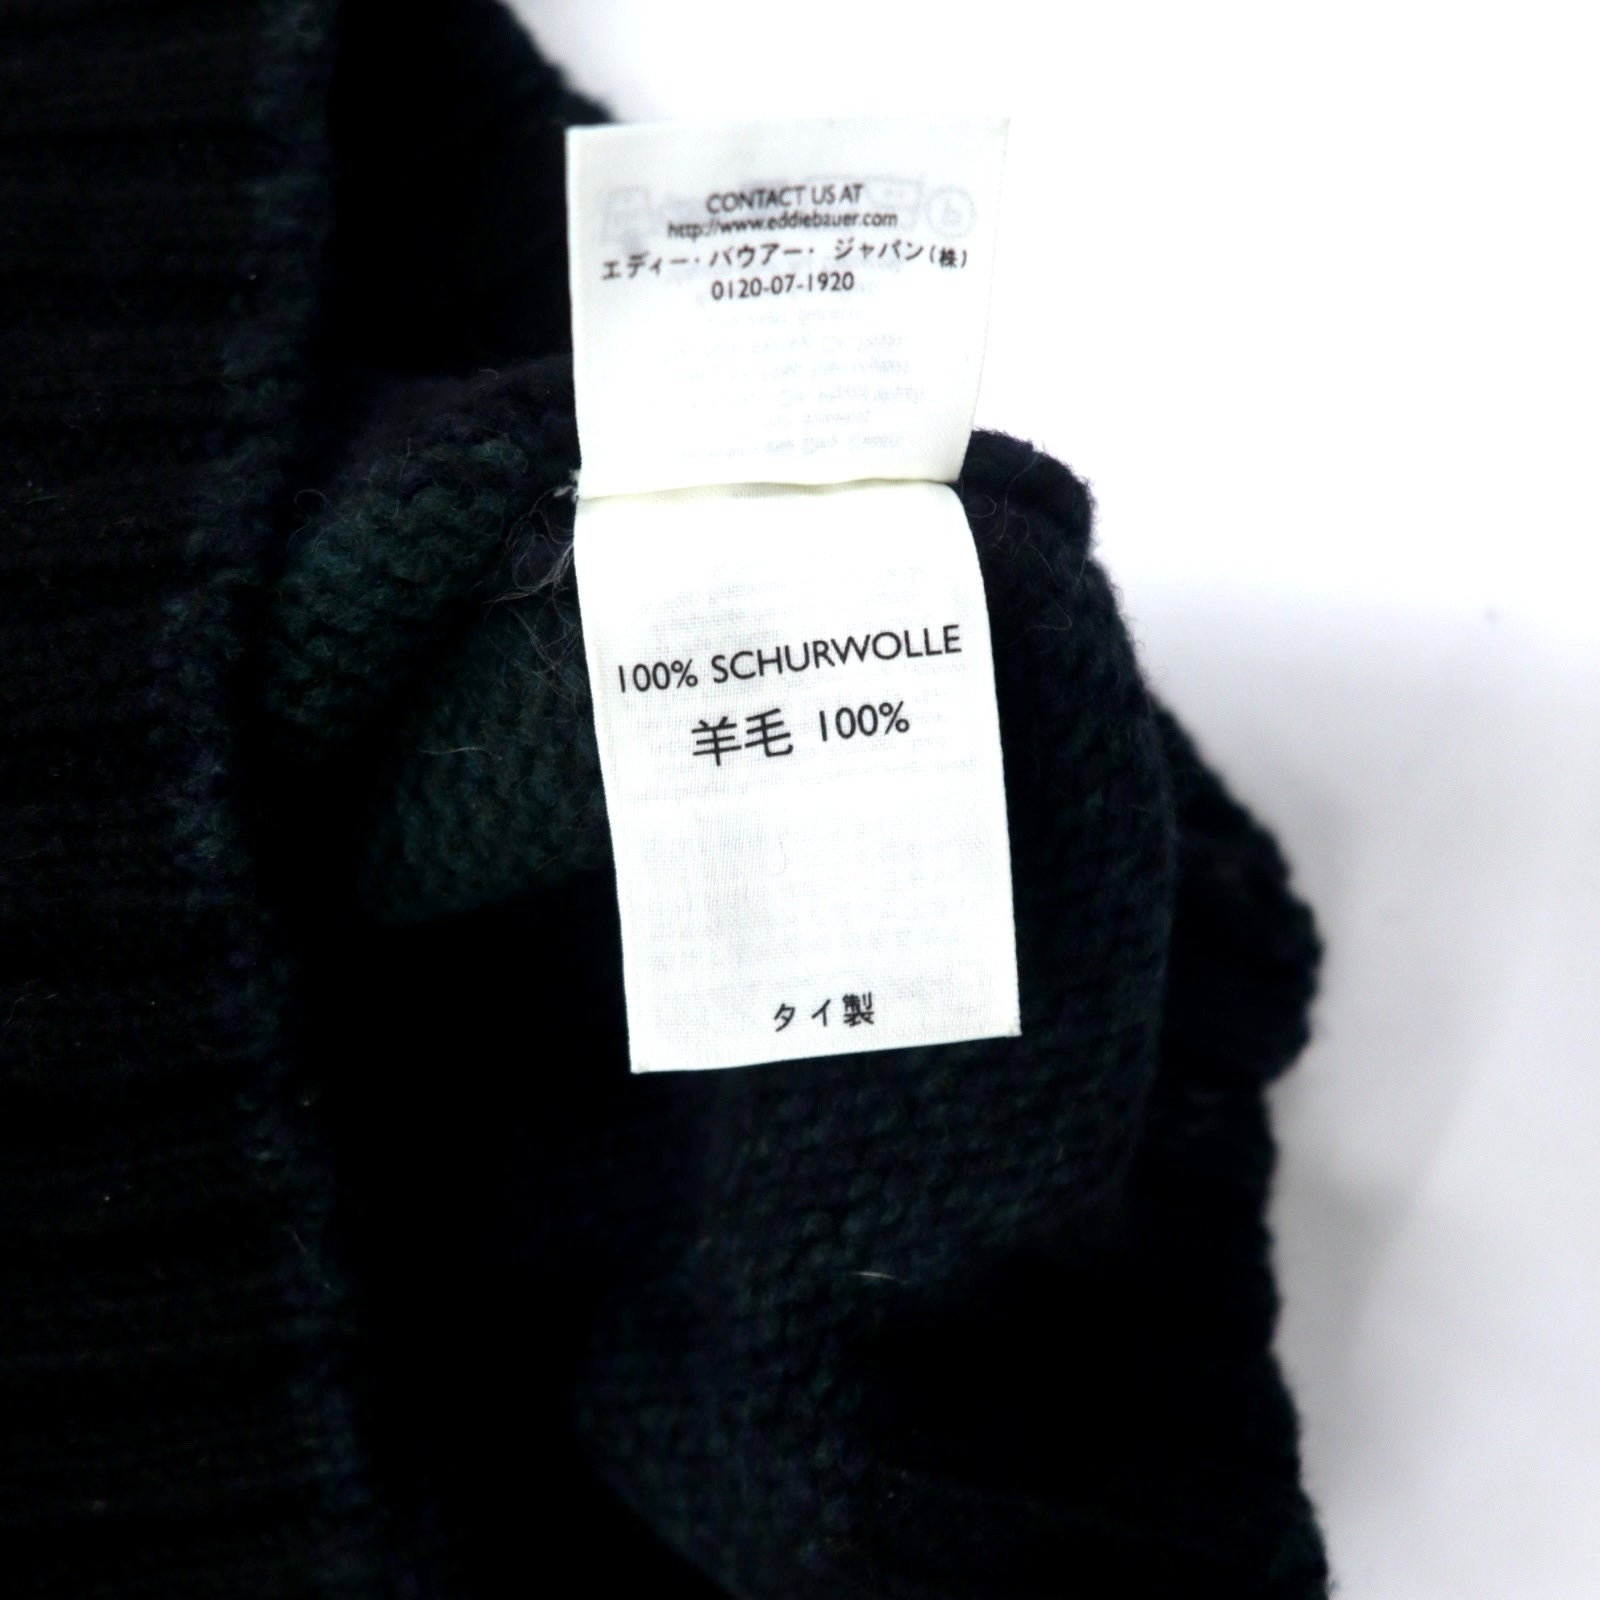 CONTACT US AT
http://www.eddiebauer.com
エディー・バウアー・ ジャパン(株)
0120-07-1920
100% SCHURWOLLE
羊毛 100%
タイ製